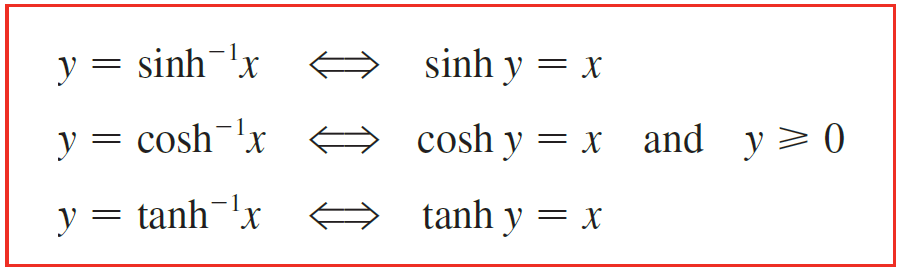 y = sinh⁻¹x ⟺ sinh y = x
y = cosh⁻¹x ⟺ cosh y = x and y ⩾ 0
y = tanh⁻¹x ⟺ tanh y = x